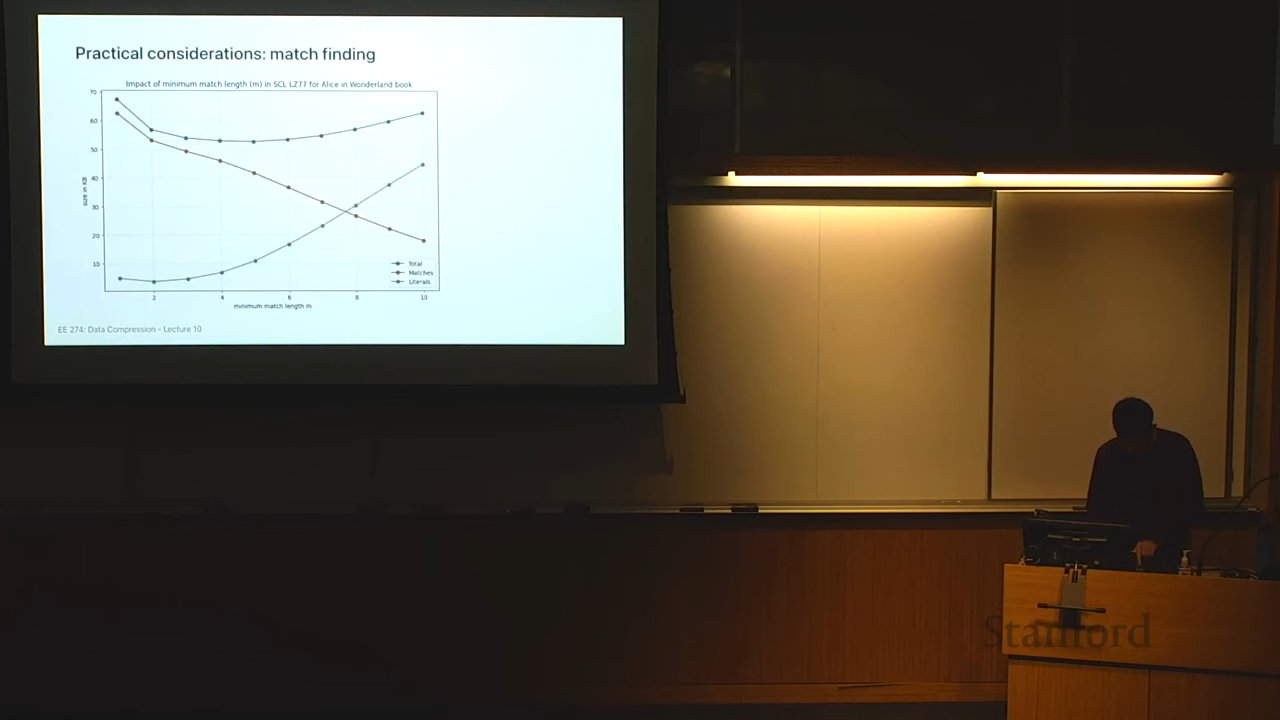 Practical considerations: match finding
Impact of minimum match length (m) in SCL LZ77 for Alice in Wonderland book
70
60
50
40
30
20
10
size in KB
Total
Matches
Literals
2
4
6
8
10
minimum match length m
EE 274: Data Compression - Lecture 10
Stanford